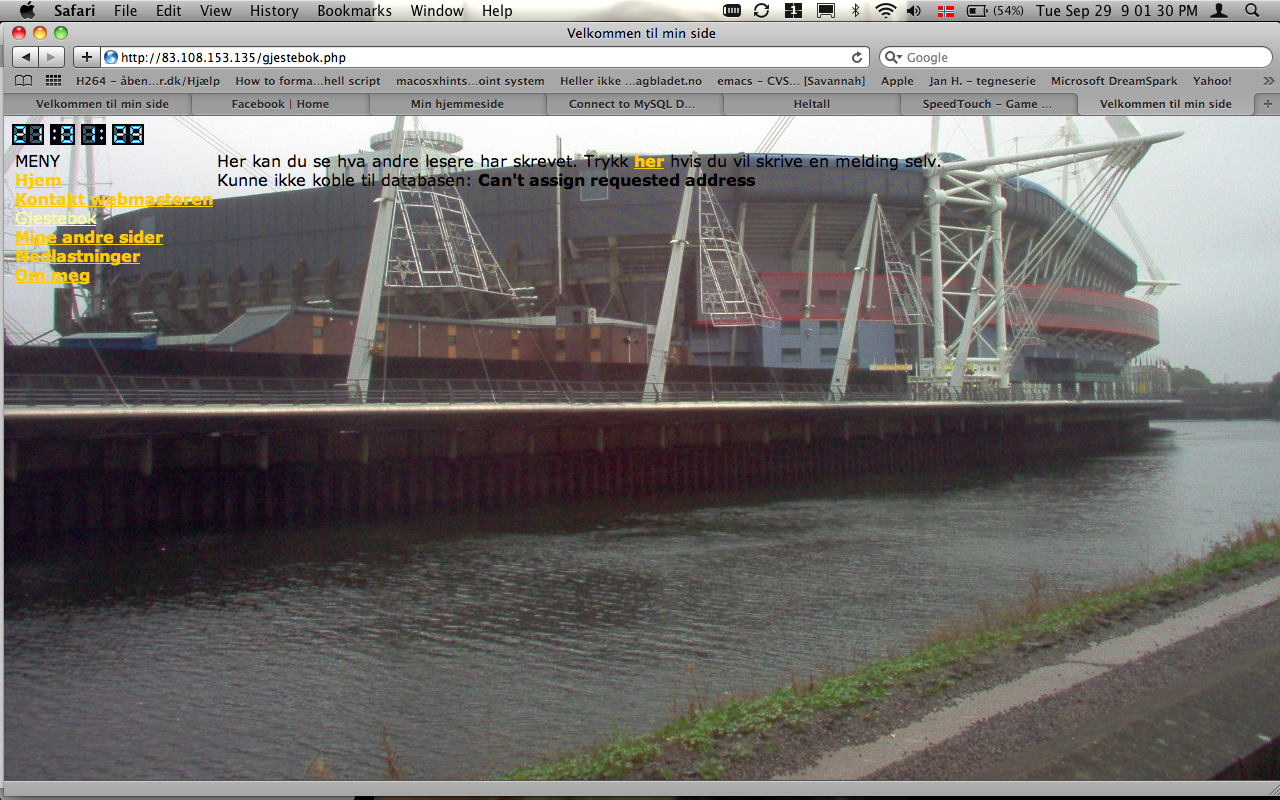 Safari File Edit View History Bookmarks Window Help 1 (54%) Tue Sep 29 9 01 30 PM
Velkommen til min side
http://83.108.153.135/gjestebok.php Google
H264 – åben...r.dk/Hjælp How to forma...hell script macosxhints...oint system Heller ikke ...agbladet.no emacs – CVS... [Savannah] Apple Jan H. – tegneserie Microsoft DreamSpark Yahoo!
Velkommen til min side Facebook | Home Min hjemmeside Connect to MySQL D... Heltall SpeedTouch – Game ... Velkommen til min side
MENY
Hjem
Kontakt webmasteren
Gjestebok
Mine andre sider
Nedlastninger
Om meg
Her kan du se hva andre lesere har skrevet. Trykk her hvis du vil skrive en melding selv.
Kunne ikke koble til databasen: Can't assign requested address